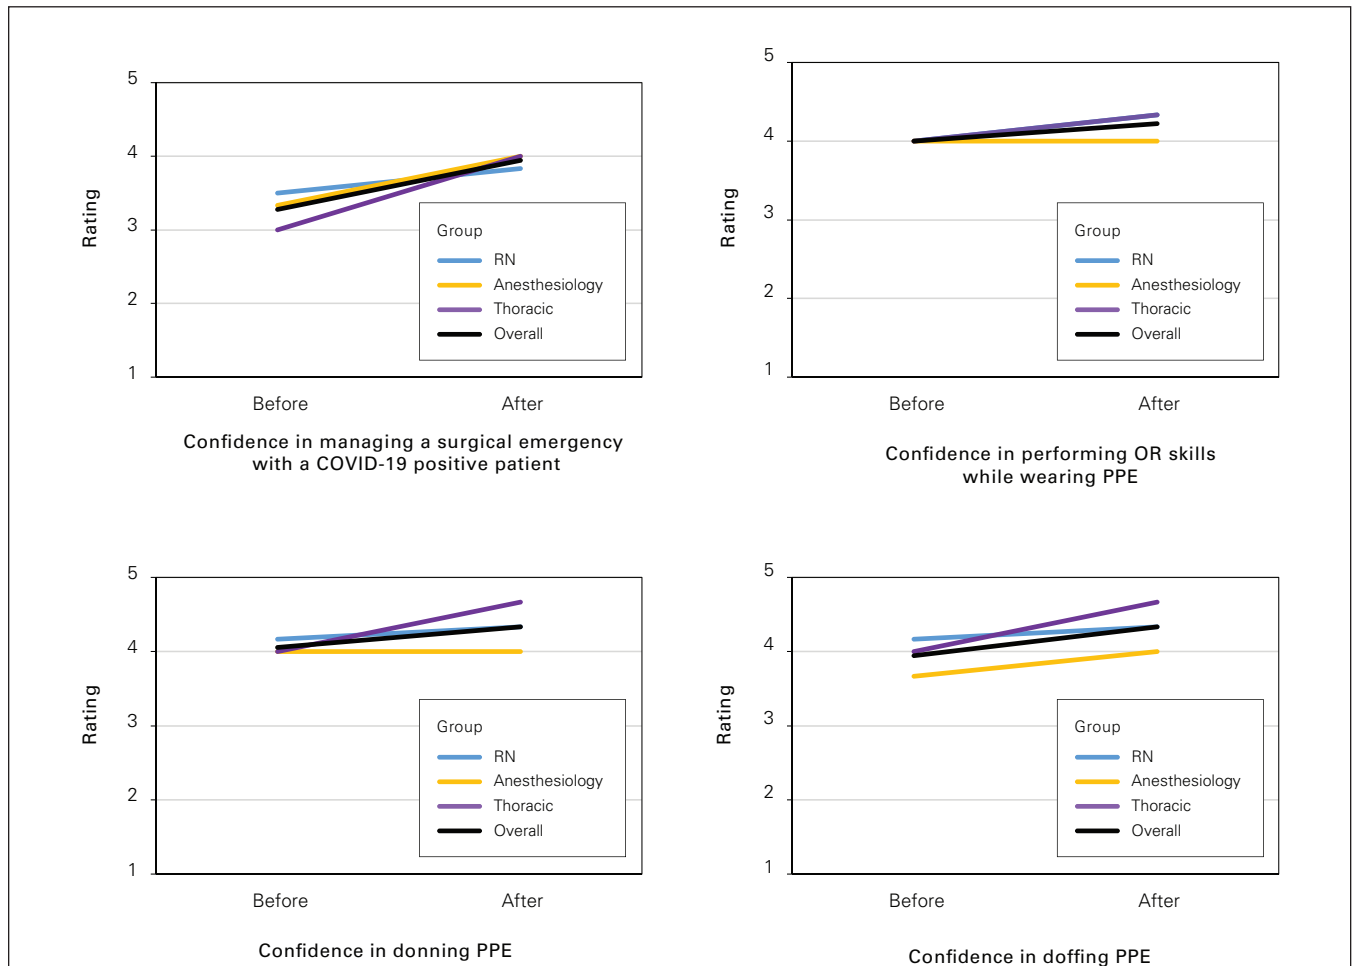 5
4
3
2
1
Rating
Group
RN
Anesthesiology
Thoracic
Overall
Before
After
Confidence in managing a surgical emergency
with a COVID-19 positive patient
5
4
3
2
1
Rating
Group
RN
Anesthesiology
Thoracic
Overall
Before
After
Confidence in performing OR skills
while wearing PPE
5
4
3
2
1
Rating
Group
RN
Anesthesiology
Thoracic
Overall
Before
After
Confidence in donning PPE
5
4
3
2
1
Rating
Group
RN
Anesthesiology
Thoracic
Overall
Before
After
Confidence in doffing PPE